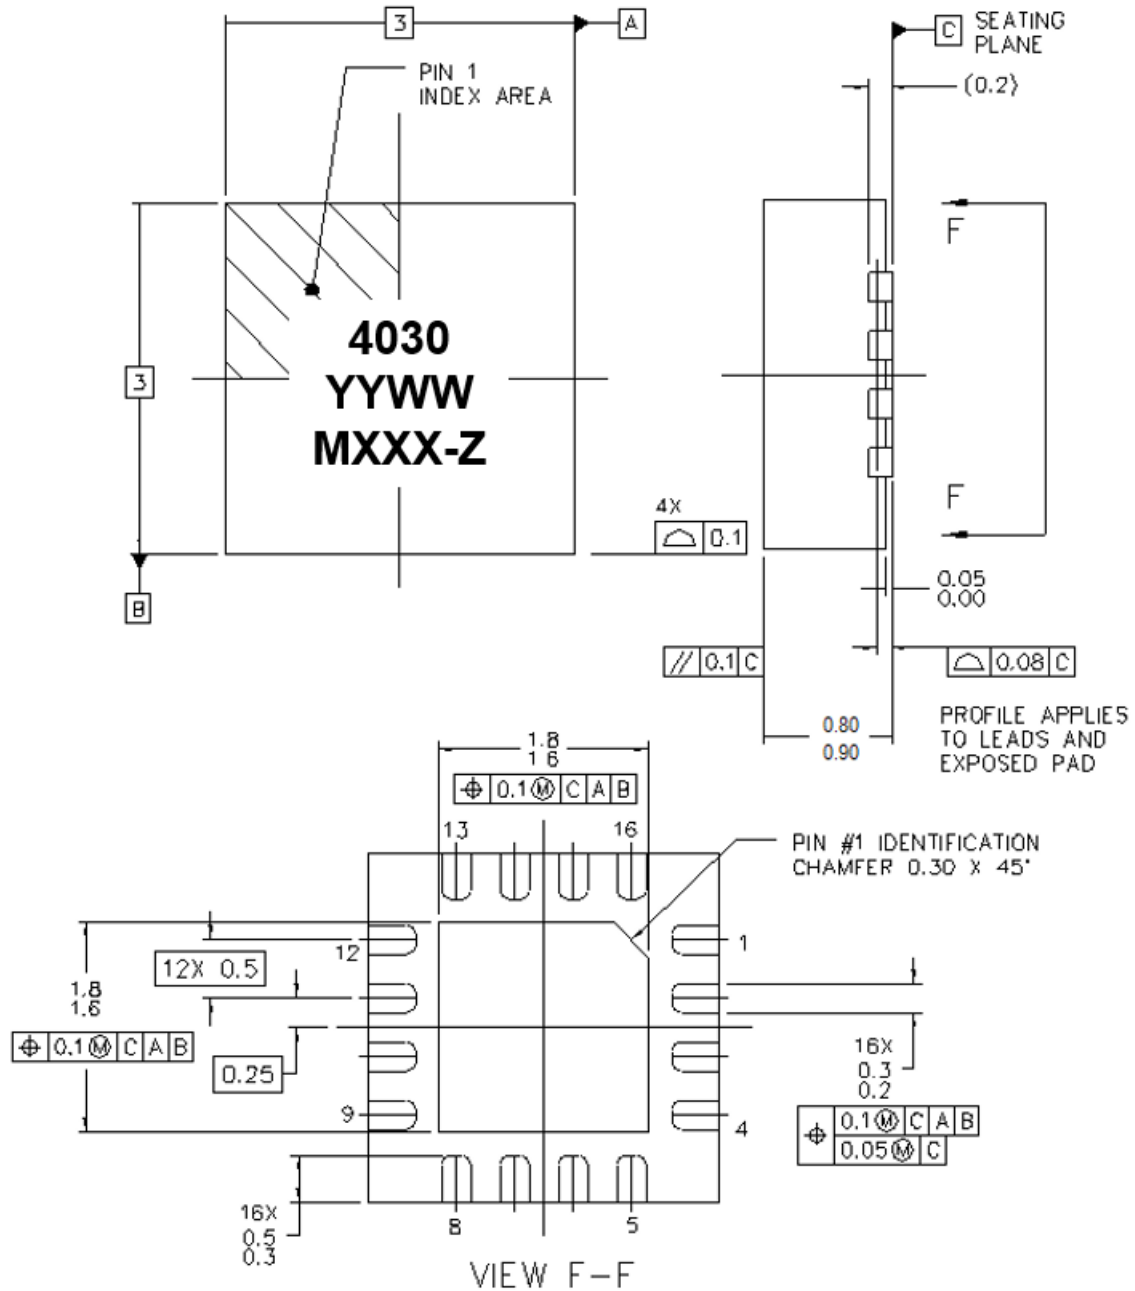 3
A
PIN 1
INDEX AREA
C
SEATING
PLANE
(0.2)
3
4030
YYWW
MXXX-Z
B
F
F
4X
0.1
0.05
0.00
// 0.1 C
0.08 C
0.80
0.90
PROFILE APPLIES
TO LEADS AND
EXPOSED PAD
1.8
1.6
⌖ 0.1 Ⓜ C A B
13
16
PIN #1 IDENTIFICATION
CHAMFER 0.30 X 45°
12
1
12X 0.5
1.8
1.6
⌖ 0.1 Ⓜ C A B
0.25
16X
0.3
0.2
⌖ 0.1 Ⓜ C A B
0.05 Ⓜ C
9
4
16X
0.5
0.3
8
5
VIEW F-F